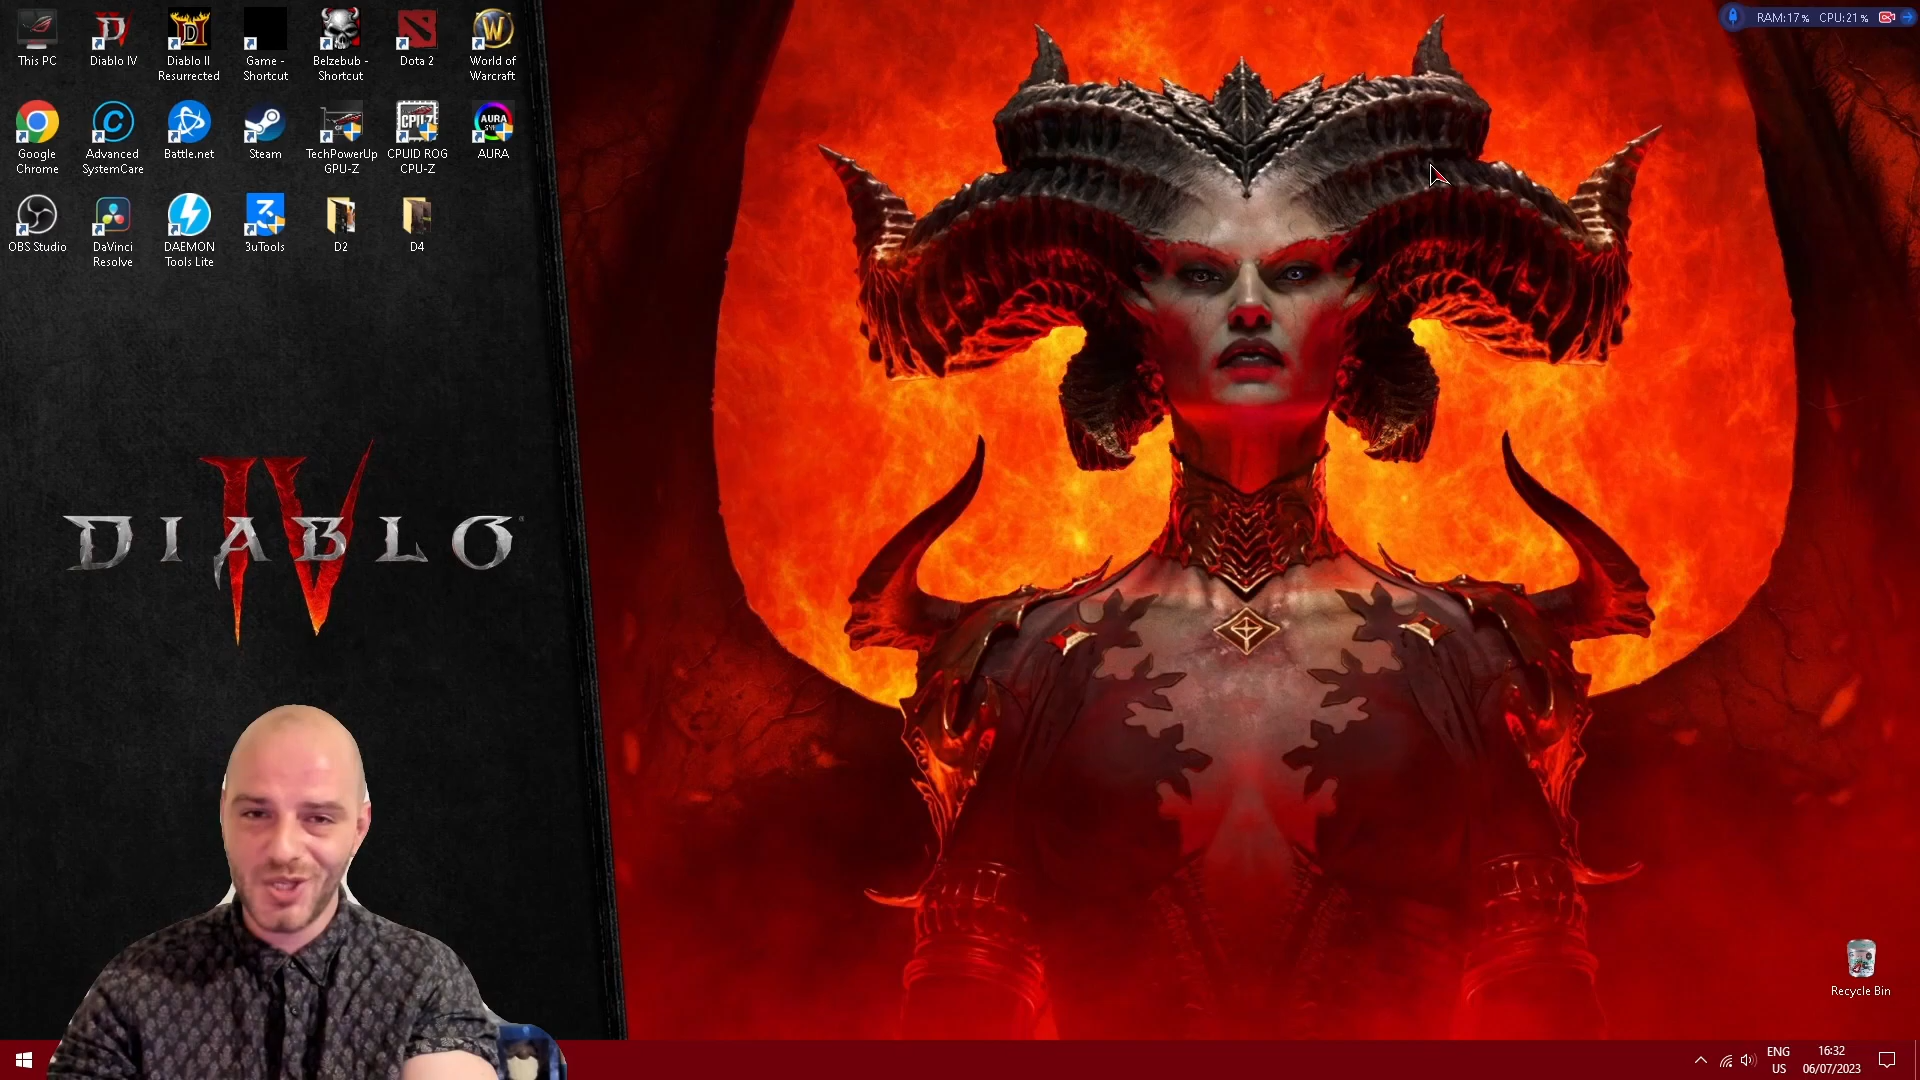 RAM:17% CPU:21%
This PC
Diablo IV
Diablo II
Resurrected
Game -
Shortcut
Belzebub -
Shortcut
Dota 2
World of
Warcraft
CPU-Z
AURA
Google
Chrome
Advanced
SystemCare
Battle.net
Steam
TechPowerUp
GPU-Z
CPUID ROG
CPU-Z
AURA
OBS Studio
DaVinci
Resolve
DAEMON
Tools Lite
3uTools
D2
D4
IV
DIABLO
Recycle Bin
ENG
US
16:32
06/07/2023